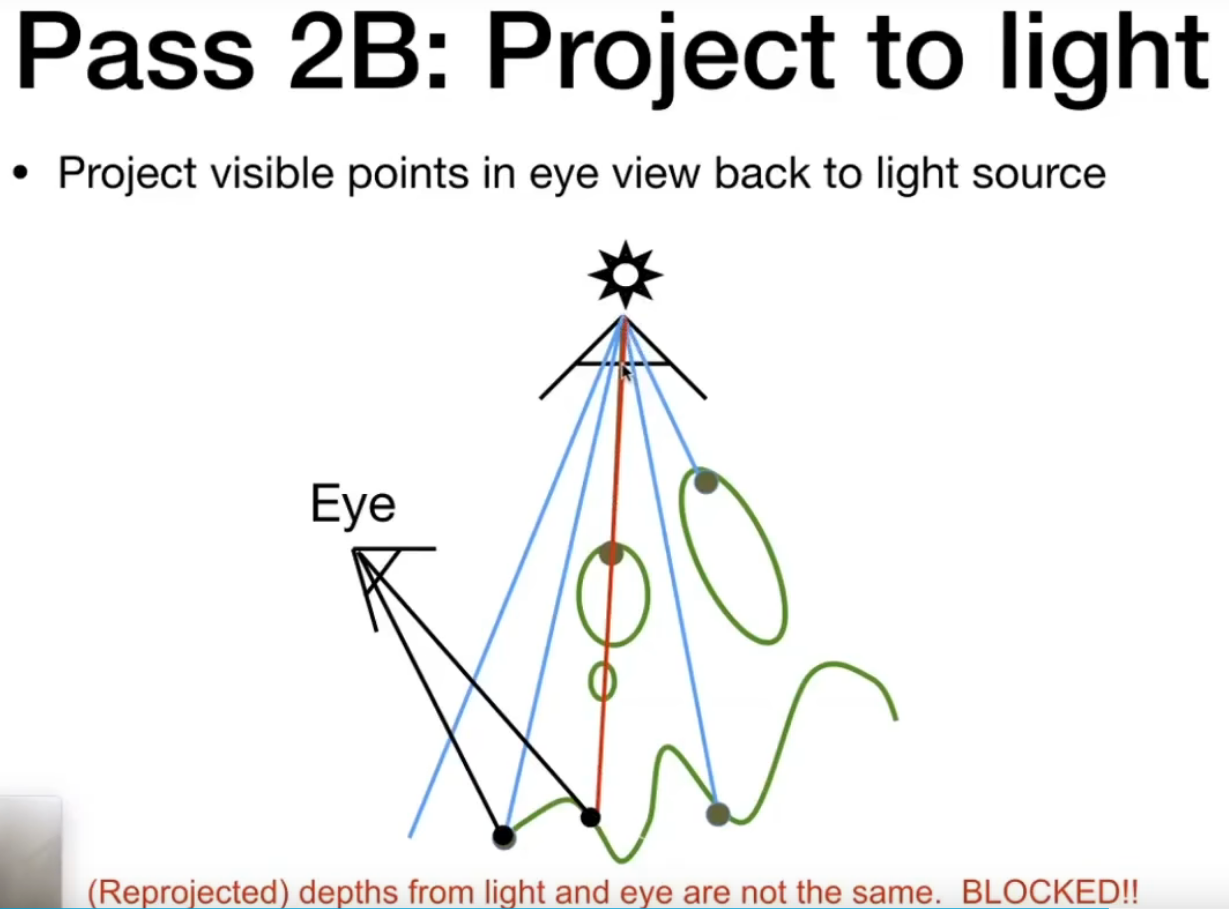 Pass 2B: Project to light
• Project visible points in eye view back to light source
Eye
(Reprojected) depths from light and eye are not the same. BLOCKED!!